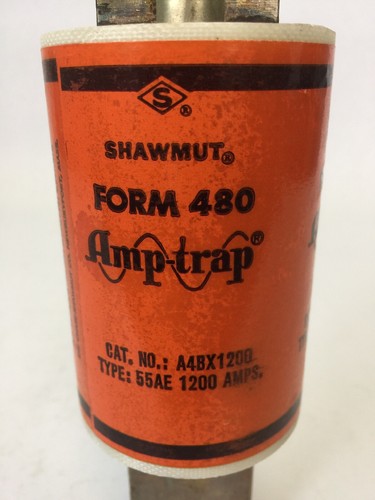 S ®
SHAWMUT®
FORM 480
Amp-trap®
CAT. NO.: A4BX1200
TYPE: 55AE 1200 AMPS.